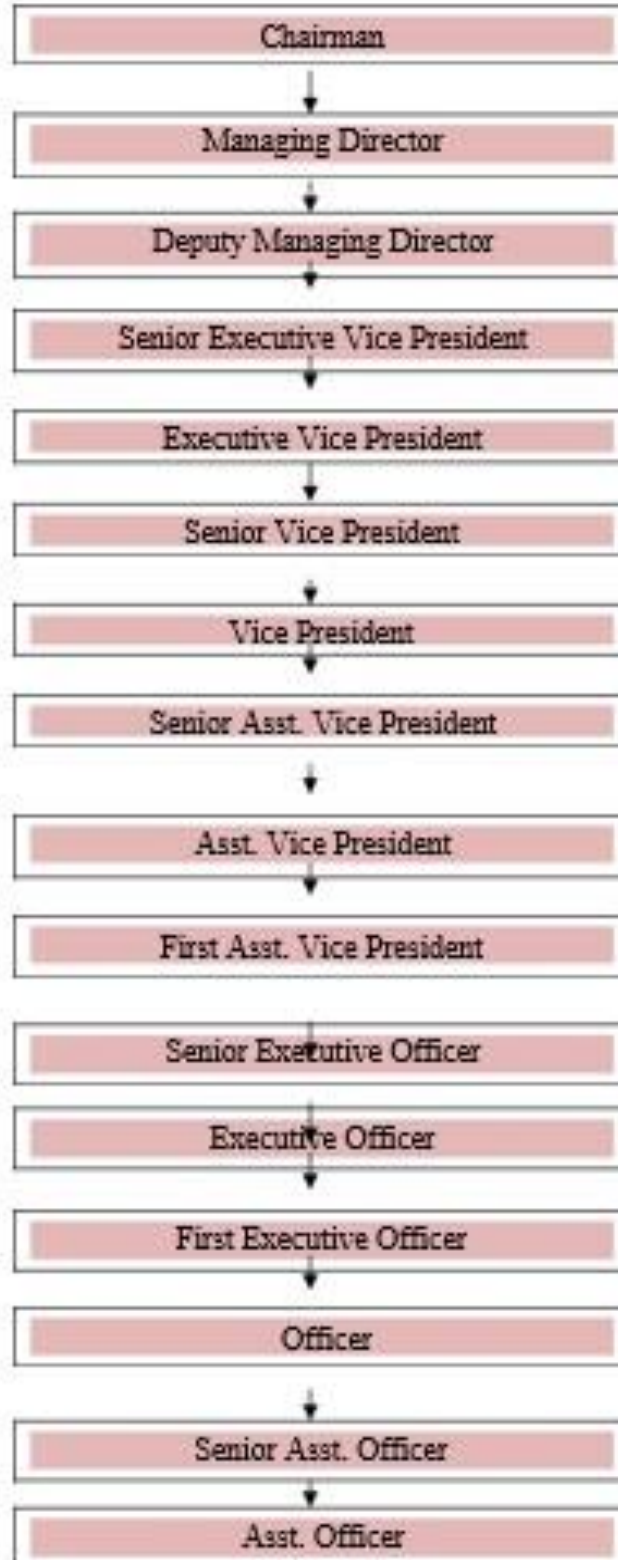 Chairman
Managing Director
Deputy Managing Director
Senior Executive Vice President
Executive Vice President
Senior Vice President
Vice President
Senior Asst. Vice President
Asst. Vice President
First Asst. Vice President
Senior Executive Officer
Executive Officer
First Executive Officer
Officer
Senior Asst. Officer
Asst. Officer